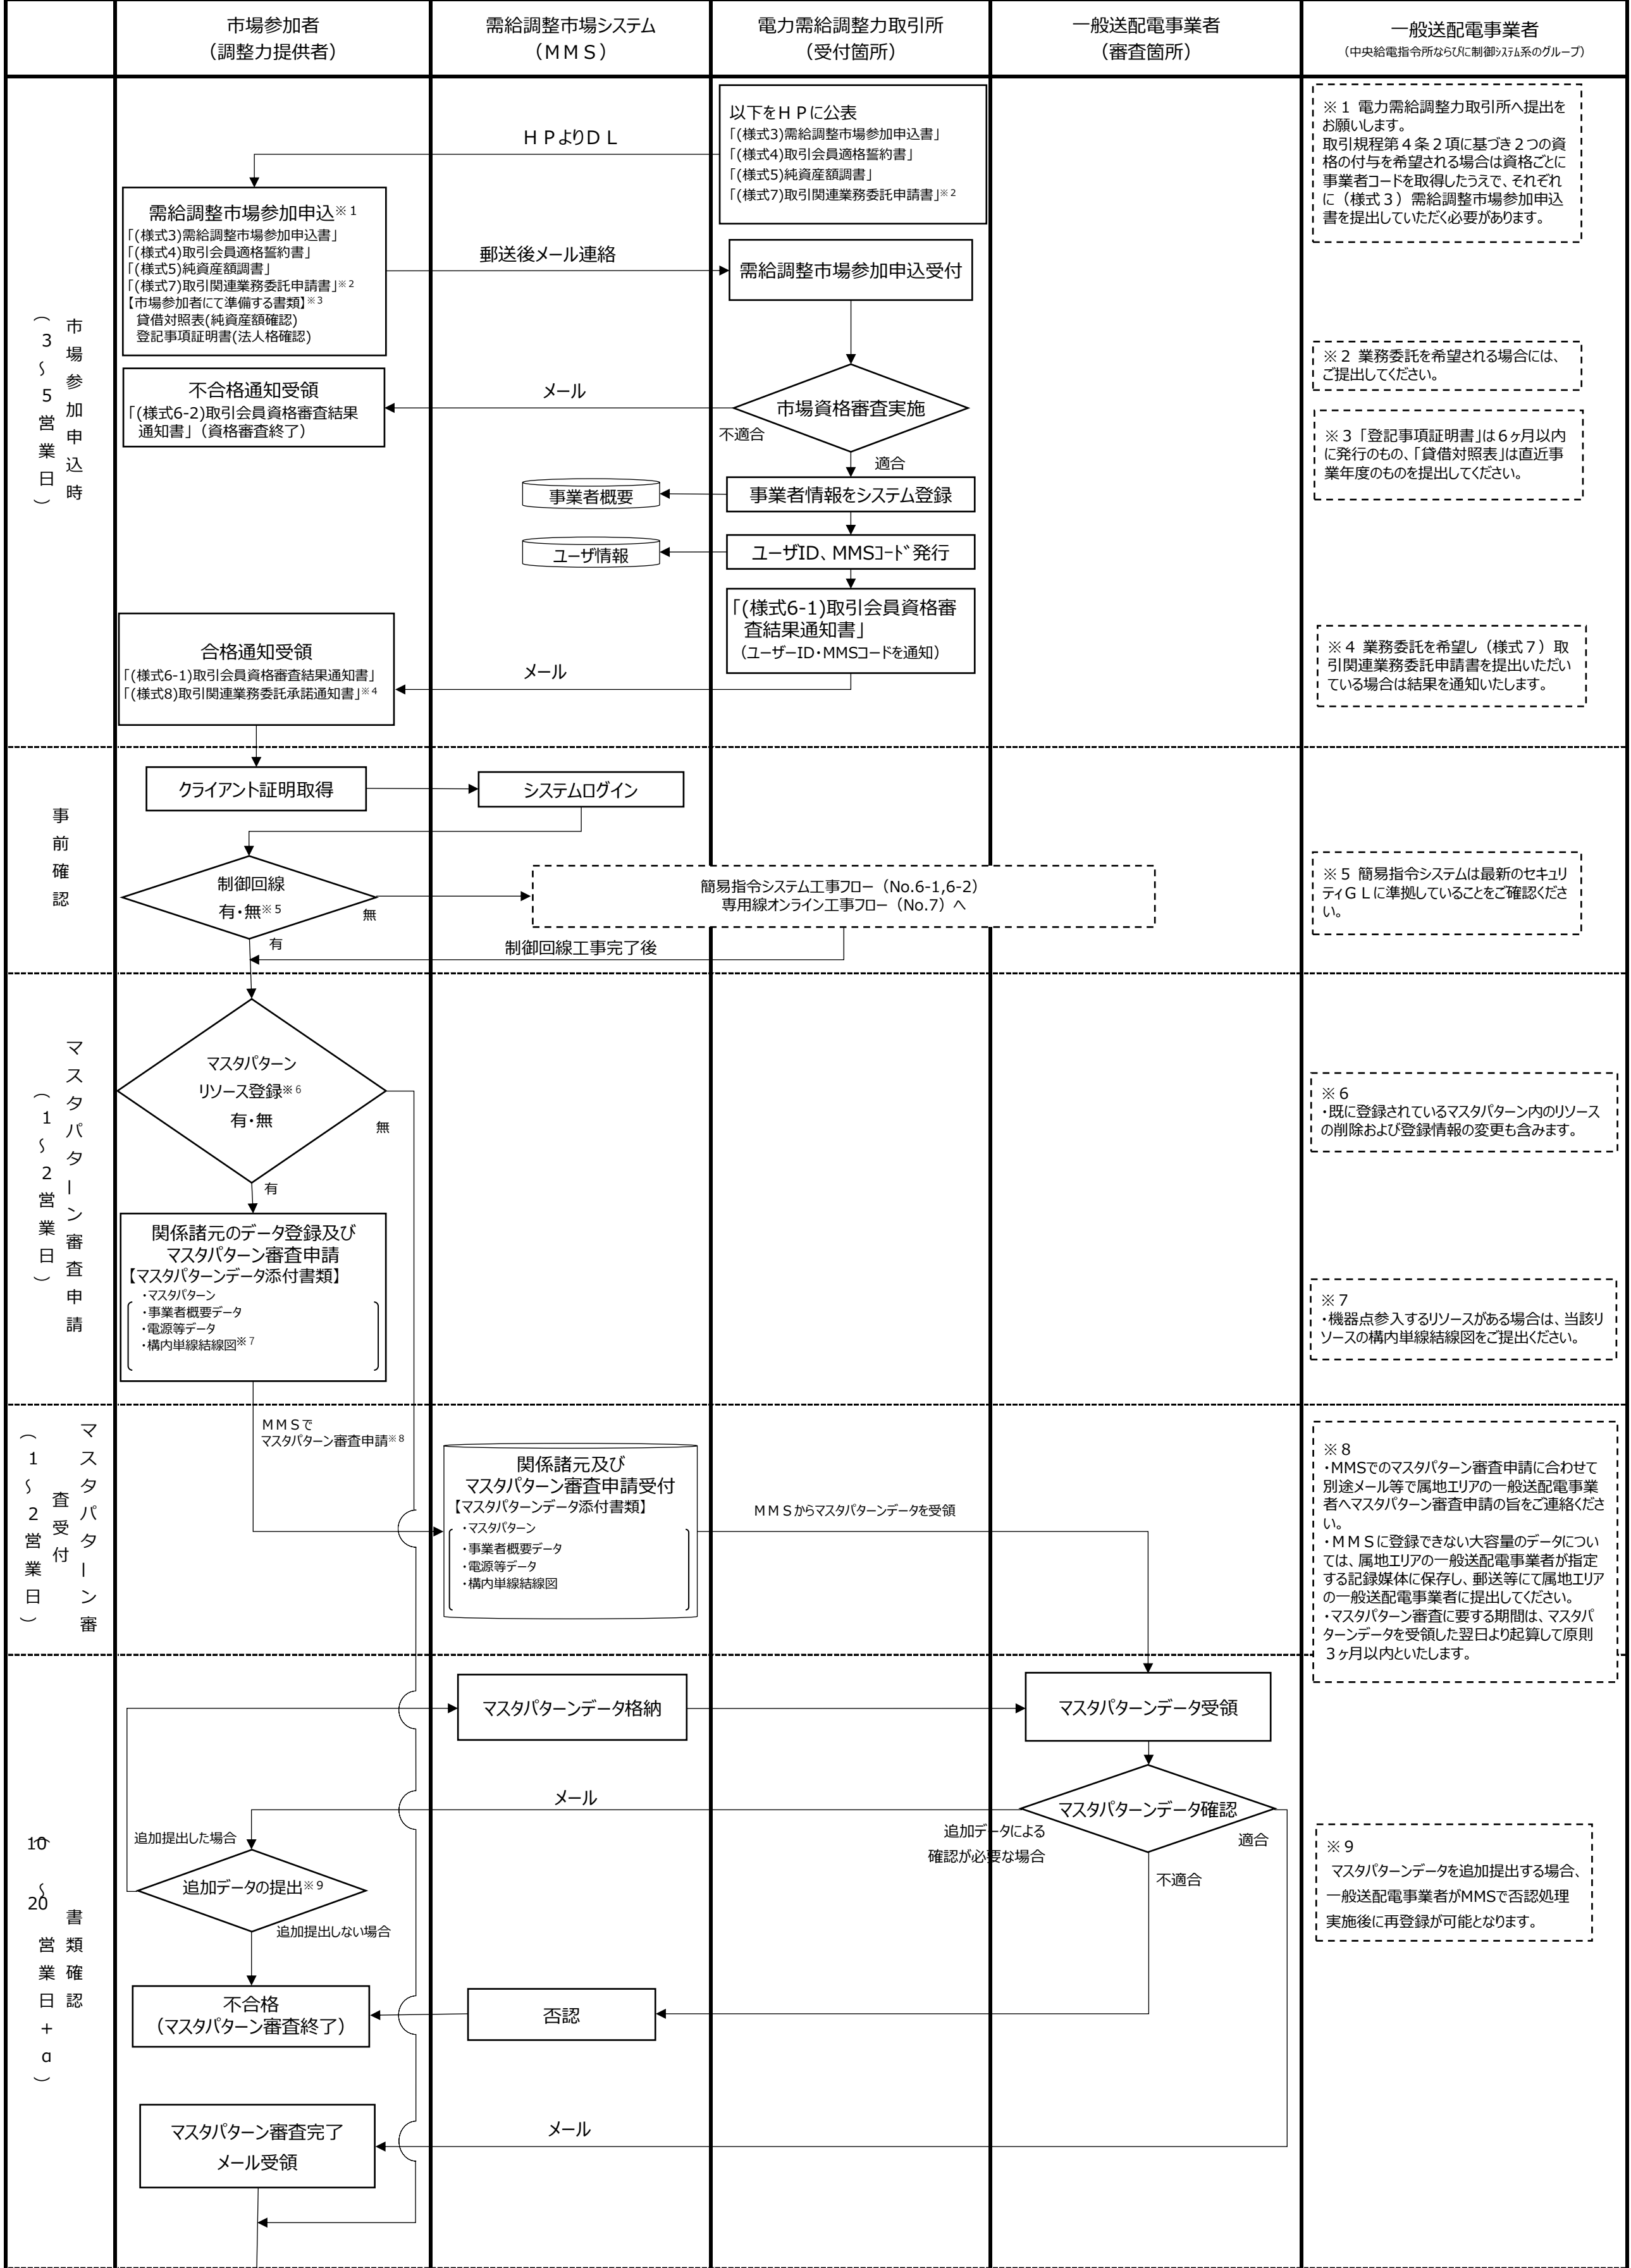 市場参加者
（調整力提供者）
需給調整市場システム
（ＭＭＳ）
電力需給調整力取引所
（受付箇所）
一般送配電事業者
（審査箇所）
一般送配電事業者
（中央給電指令所ならびに制御システム系のグループ）
市場参加申込時
（3～5営業日）
以下をＨＰに公表
「(様式3)需給調整市場参加申込書」
「(様式4)取引会員適格誓約書」
「(様式5)純資産額調書」
「(様式7)取引関連業務委託申請書」※2
ＨＰよりＤＬ
需給調整市場参加申込※1
「(様式3)需給調整市場参加申込書」
「(様式4)取引会員適格誓約書」
「(様式5)純資産額調書」
「(様式7)取引関連業務委託申請書」※2
【市場参加者にて準備する書類】※3
貸借対照表(純資産額確認)
登記事項証明書(法人格確認)
郵送後メール連絡
需給調整市場参加申込受付
市場資格審査実施
不適合
適合
メール
不合格通知受領
「(様式6-2)取引会員資格審査結果
通知書」（資格審査終了）
事業者情報をシステム登録
事業者概要
ユーザID、MMSｺｰﾄﾞ発行
ユーザ情報
「(様式6-1)取引会員資格審
査結果通知書」
（ユーザーID・MMSコードを通知）
メール
合格通知受領
「(様式6-1)取引会員資格審査結果通知書」
「(様式8)取引関連業務委託承諾通知書」※4
※１ 電力需給調整力取引所へ提出を
お願いします。
取引規程第４条２項に基づき２つの資
格の付与を希望される場合は資格ごとに
事業者コードを取得したうえで、それぞれ
に（様式３）需給調整市場参加申込
書を提出していただく必要があります。
※２ 業務委託を希望される場合には、
ご提出してください。
※３「登記事項証明書」は６ヶ月以内
に発行のもの、「貸借対照表」は直近事
業年度のものを提出してください。
※４ 業務委託を希望し（様式７）取
引関連業務委託申請書を提出いただい
ている場合は結果を通知いたします。
事前確認
クライアント証明取得
システムログイン
制御回線
有・無※5
無
有
簡易指令システム工事フロー（No.6-1,6-2）
専用線オンライン工事フロー（No.7）へ
制御回線工事完了後
※５ 簡易指令システムは最新のセキュリ
ティＧＬに準拠していることをご確認くださ
い。
マスタパターン審査申請
（1～2営業日）
マスタパターン
リソース登録※6
有・無
無
有
関係諸元のデータ登録及び
マスタパターン審査申請
【マスタパターンデータ添付書類】
・マスタパターン
・事業者概要データ
・電源等データ
・構内単線結線図※7
※６
・既に登録されているマスタパターン内のリソース
の削除および登録情報の変更も含みます。
※７
・機器点参入するリソースがある場合は、当該リ
ソースの構内単線結線図をご提出ください。
マスタパターン審
査受付
（1～2営業日）
ＭＭＳで
マスタパターン審査申請※8
関係諸元及び
マスタパターン審査申請受付
【マスタパターンデータ添付書類】
・マスタパターン
・事業者概要データ
・電源等データ
・構内単線結線図
ＭＭＳからマスタパターンデータを受領
※８
・MMSでのマスタパターン審査申請に合わせて
別途メール等で属地エリアの一般送配電事業
者へマスタパターン審査申請の旨をご連絡くださ
い。
・ＭＭＳに登録できない大容量のデータについ
ては、属地エリアの一般送配電事業者が指定
する記録媒体に保存し、郵送等にて属地エリア
の一般送配電事業者に提出してください。
・マスタパターン審査に要する期間は、マスタパ
ターンデータを受領した翌日より起算して原則
３ヶ月以内といたします。
書類確認
（10～20営業日+α）
マスタパターンデータ格納
マスタパターンデータ受領
マスタパターンデータ確認
追加データによる
確認が必要な場合
適合
不適合
メール
追加提出した場合
追加データの提出※9
追加提出しない場合
不合格
（マスタパターン審査終了）
否認
※９
マスタパターンデータを追加提出する場合、
一般送配電事業者がMMSで否認処理
実施後に再登録が可能となります。
メール
マスタパターン審査完了
メール受領